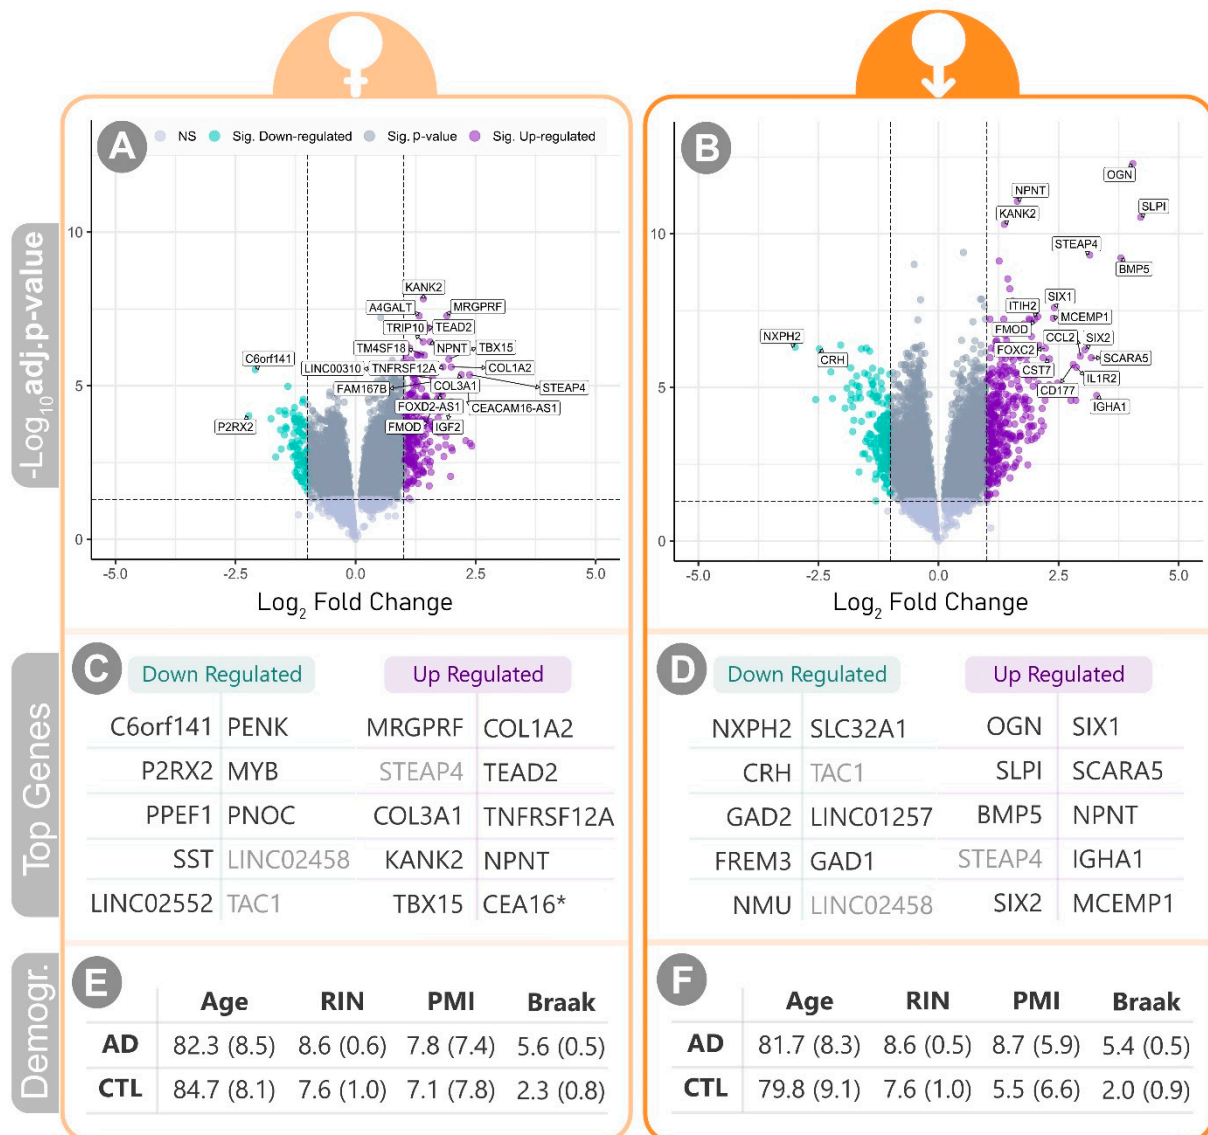 A
NS
Sig. Down-regulated
Sig. p-value
Sig. Up-regulated
-Log10adj.p-value
10
5
0
-5.0
-2.5
0.0
2.5
5.0
Log2 Fold Change
KANK2
A4GALT
MRGPRF
TRIP10
TEAD2
TM4SF18
NPNT
TBX15
C6orf141
LINC00310
TNFRSF12A
COL1A2
FAM167B
COL3A1
STEAP4
FOXD2-AS1
CEACAM16-AS1
P2RX2
FMOD
IGF2
B
10
5
0
-5.0
-2.5
0.0
2.5
5.0
Log2 Fold Change
OGN
NPNT
SLPI
KANK2
STEAP4
BMP5
SIX1
ITIH2
MCEMP1
FMOD
NXPH2
CCL2
SIX2
CRH
FOXC2
SCARA5
CST7
IL1R2
CD177
IGHA1
Top Genes
C
Down Regulated
Up Regulated
C6orf141 PENK MRGPRF COL1A2
P2RX2 MYB STEAP4 TEAD2
PPEF1 PNOC COL3A1 TNFRSF12A
SST LINC02458 KANK2 NPNT
LINC02552 TAC1 TBX15 CEA16*
D
Down Regulated
Up Regulated
NXPH2 SLC32A1 OGN SIX1
CRH TAC1 SLPI SCARA5
GAD2 LINC01257 BMP5 NPNT
FREM3 GAD1 STEAP4 IGHA1
NMU LINC02458 SIX2 MCEMP1
Demogr.
E
Age RIN PMI Braak
AD 82.3 (8.5) 8.6 (0.6) 7.8 (7.4) 5.6 (0.5)
CTL 84.7 (8.1) 7.6 (1.0) 7.1 (7.8) 2.3 (0.8)
F
Age RIN PMI Braak
AD 81.7 (8.3) 8.6 (0.5) 8.7 (5.9) 5.4 (0.5)
CTL 79.8 (9.1) 7.6 (1.0) 5.5 (6.6) 2.0 (0.9)